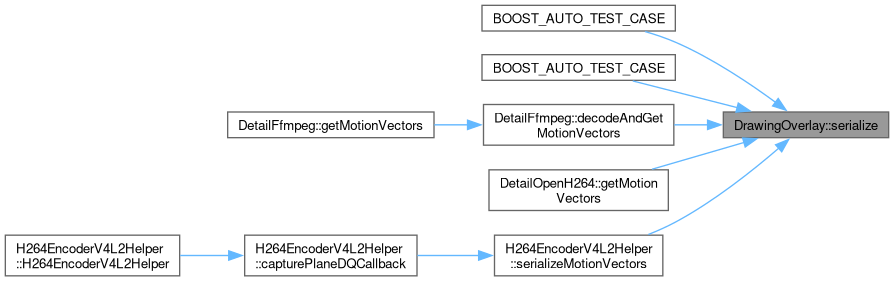 BOOST_AUTO_TEST_CASE
BOOST_AUTO_TEST_CASE
DetailFfmpeg::getMotionVectors
DetailFfmpeg::decodeAndGet
MotionVectors
DrawingOverlay::serialize
DetailOpenH264::getMotion
Vectors
H264EncoderV4L2Helper
::H264EncoderV4L2Helper
H264EncoderV4L2Helper
::capturePlaneDQCallback
H264EncoderV4L2Helper
::serializeMotionVectors